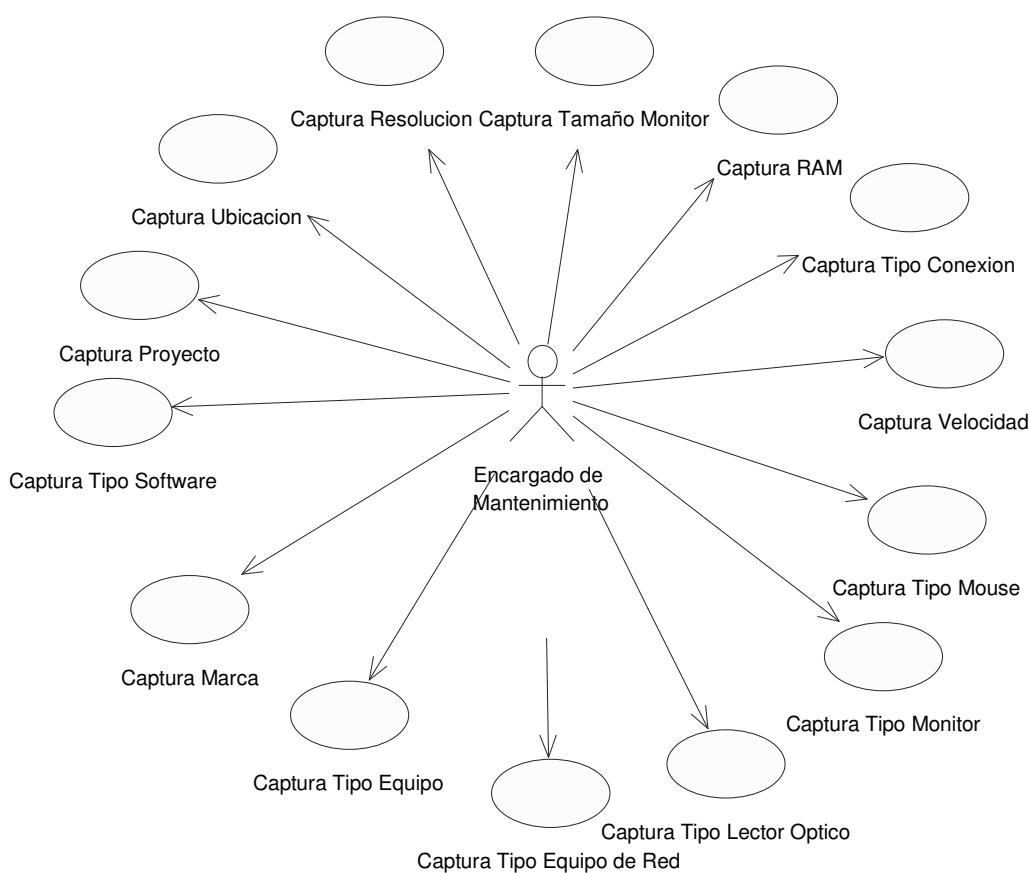 Captura Resolucion
Captura Tamaño Monitor
Captura RAM
Captura Ubicacion
Captura Tipo Conexion
Captura Proyecto
Captura Velocidad
Captura Tipo Software
Encargado de
Mantenimiento
Captura Tipo Mouse
Captura Marca
Captura Tipo Monitor
Captura Tipo Equipo
Captura Tipo Lector Optico
Captura Tipo Equipo de Red